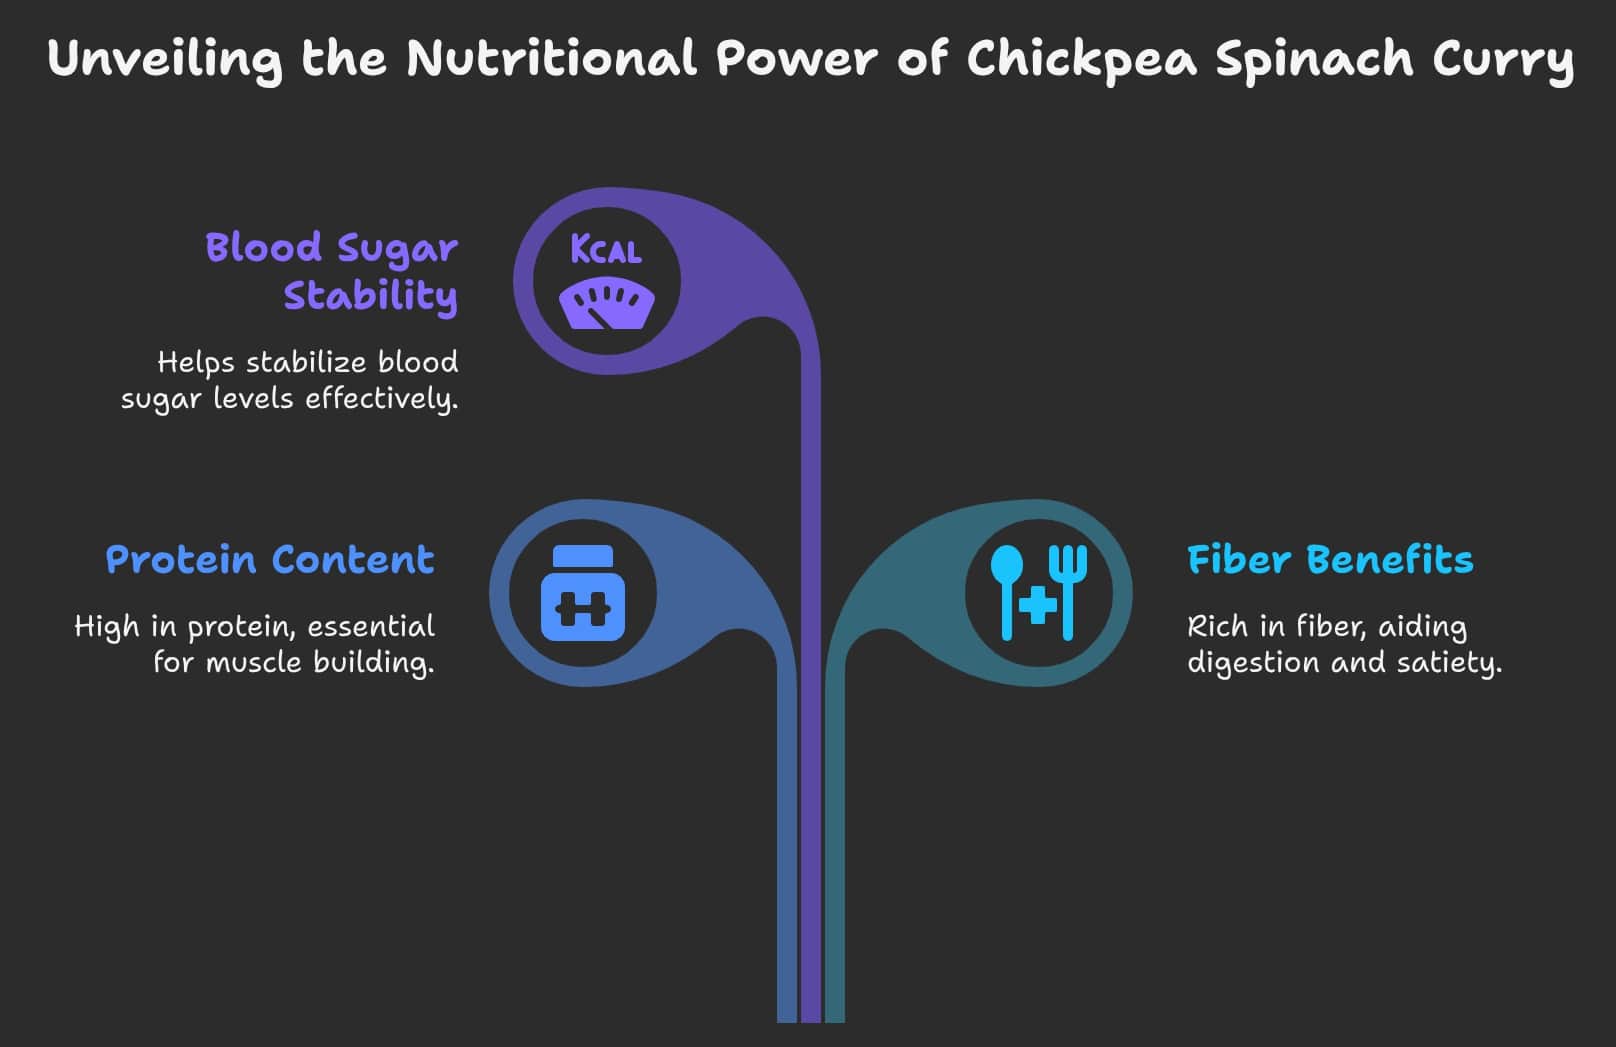 Unveiling the Nutritional Power of Chickpea Spinach Curry
Blood Sugar
Stability
Helps stabilize blood
sugar levels effectively.
KCAL
Protein Content
High in protein, essential
for muscle building.
Fiber Benefits
Rich in fiber, aiding
digestion and satiety.